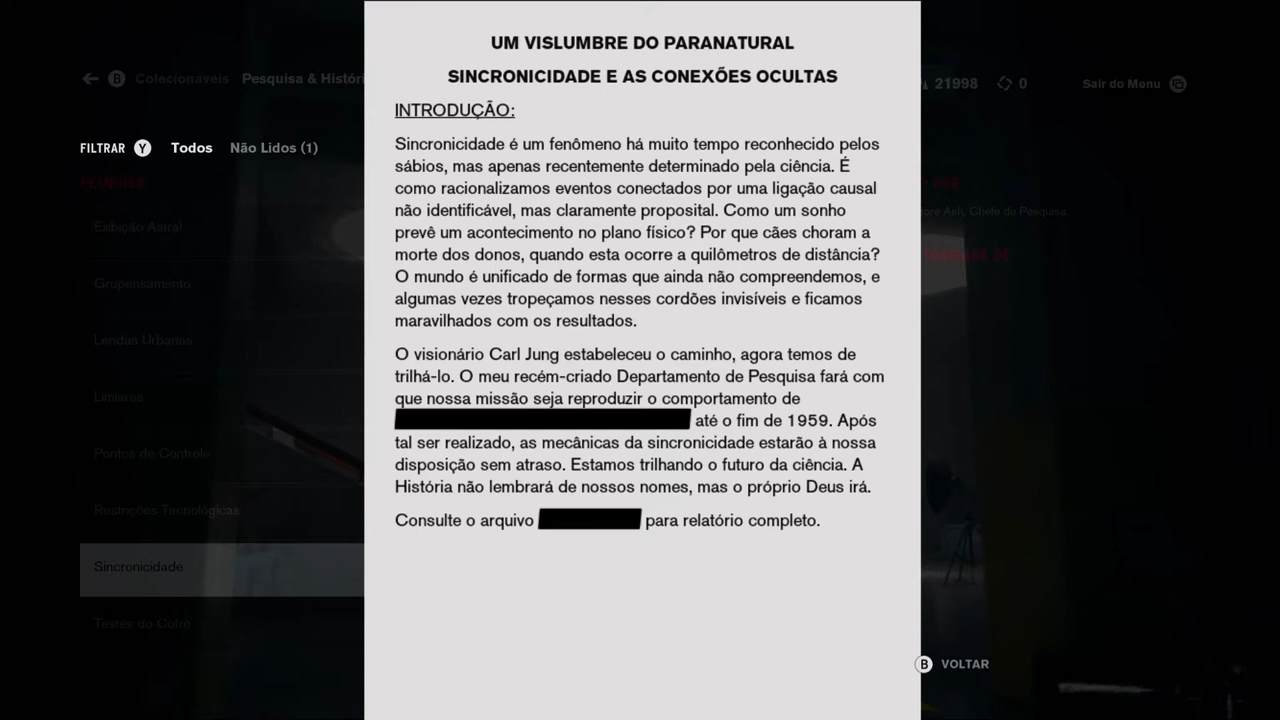 UM VISLUMBRE DO PARANATURAL
SINCRONICIDADE E AS CONEXÕES OCULTAS
← B Colecionaveis Pesquisa & Históri
21998 0 Sair do Menu
INTRODUÇÃO:
FILTRAR Y Todos Não Lidos (1)
Sincronicidade é um fenômeno há muito tempo reconhecido pelos
sábios, mas apenas recentemente determinado pela ciência. É
como racionalizamos eventos conectados por uma ligação causal
não identificável, mas claramente proposital. Como um sonho
prevê um acontecimento no plano físico? Por que cães choram a
morte dos donos, quando esta ocorre a quilômetros de distância?
O mundo é unificado de formas que ainda não compreendemos, e
algumas vezes tropeçamos nesses cordões invisíveis e ficamos
maravilhados com os resultados.
O visionário Carl Jung estabeleceu o caminho, agora temos de
trilhá-lo. O meu recém-criado Departamento de Pesquisa fará com
que nossa missão seja reproduzir o comportamento de
até o fim de 1959. Após
tal ser realizado, as mecânicas da sincronicidade estarão à nossa
disposição sem atraso. Estamos trilhando o futuro da ciência. A
História não lembrará de nossos nomes, mas o próprio Deus irá.
Consulte o arquivo para relatório completo.
PESQUISA
Exibição Astral
Grupensamento
Lendas Urbanas
Limiares
Pontos de Controle
Restrições Tecnológicas
Sincronicidade
Testes do Cofre
POR
Ash, Chefe de Pesquisa
B VOLTAR